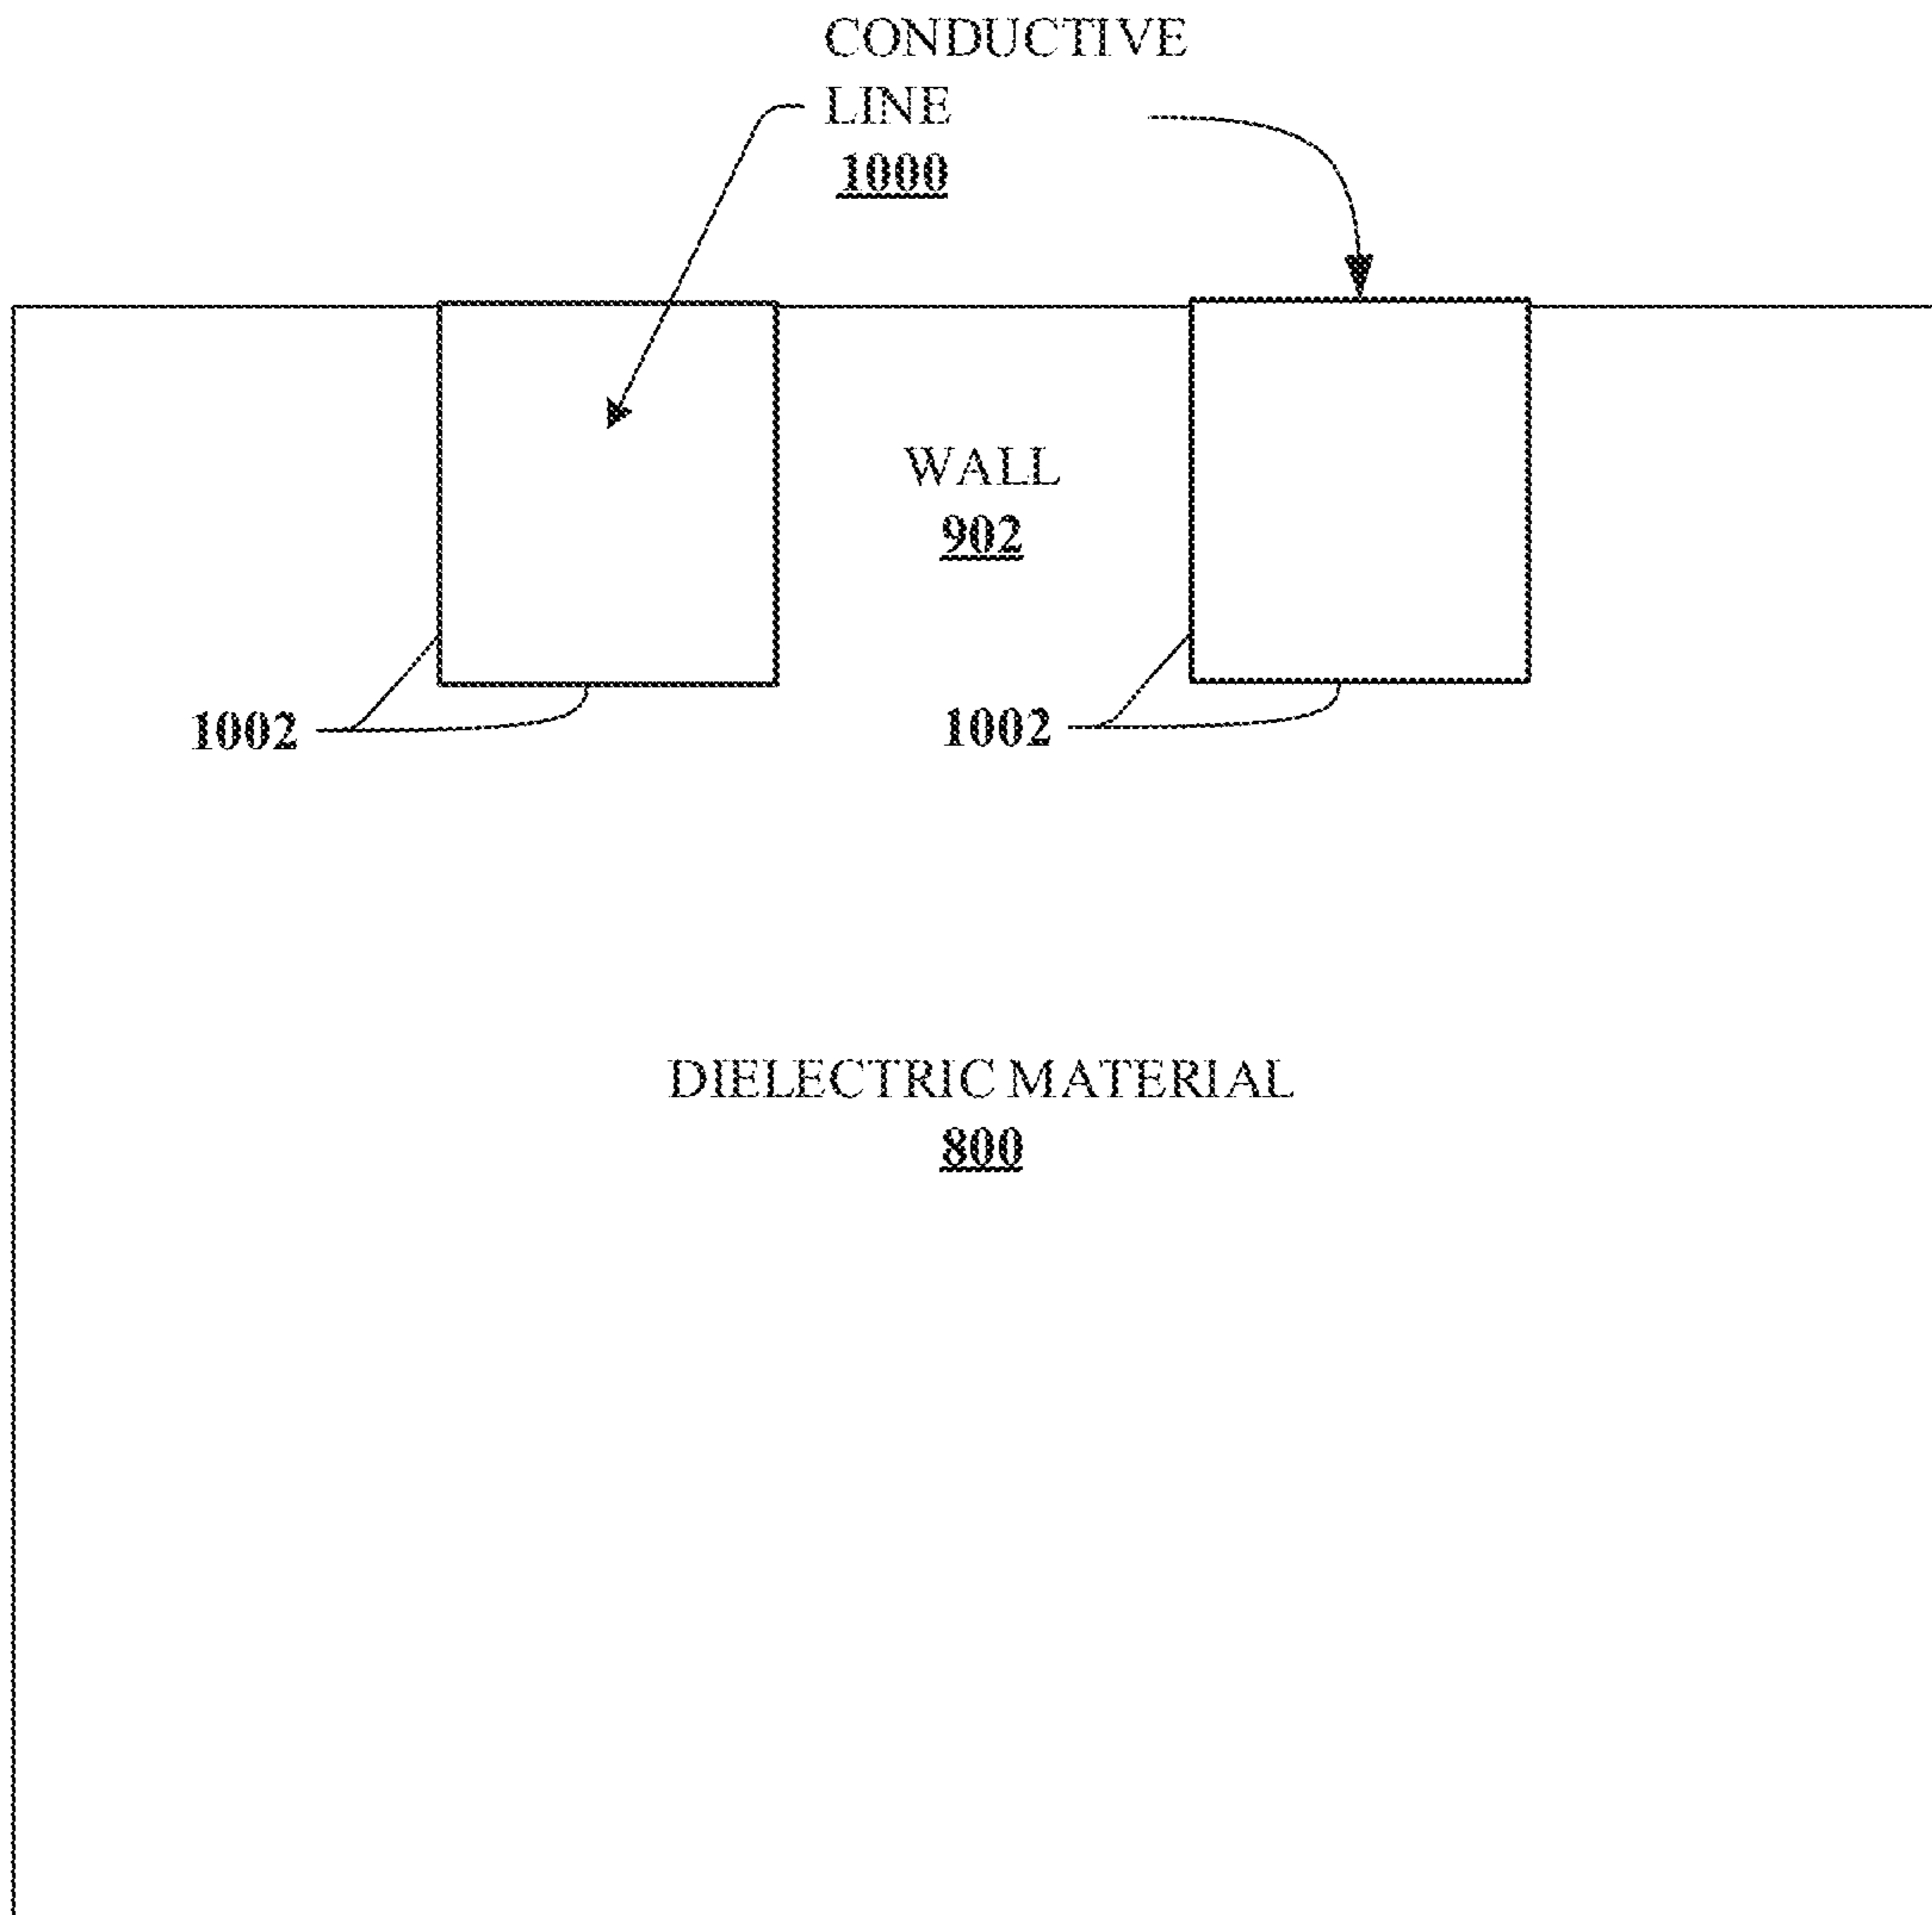 CONDUCTIVE
LINE
1000
WALL
902
1002
1002
DIELECTRIC MATERIAL
800